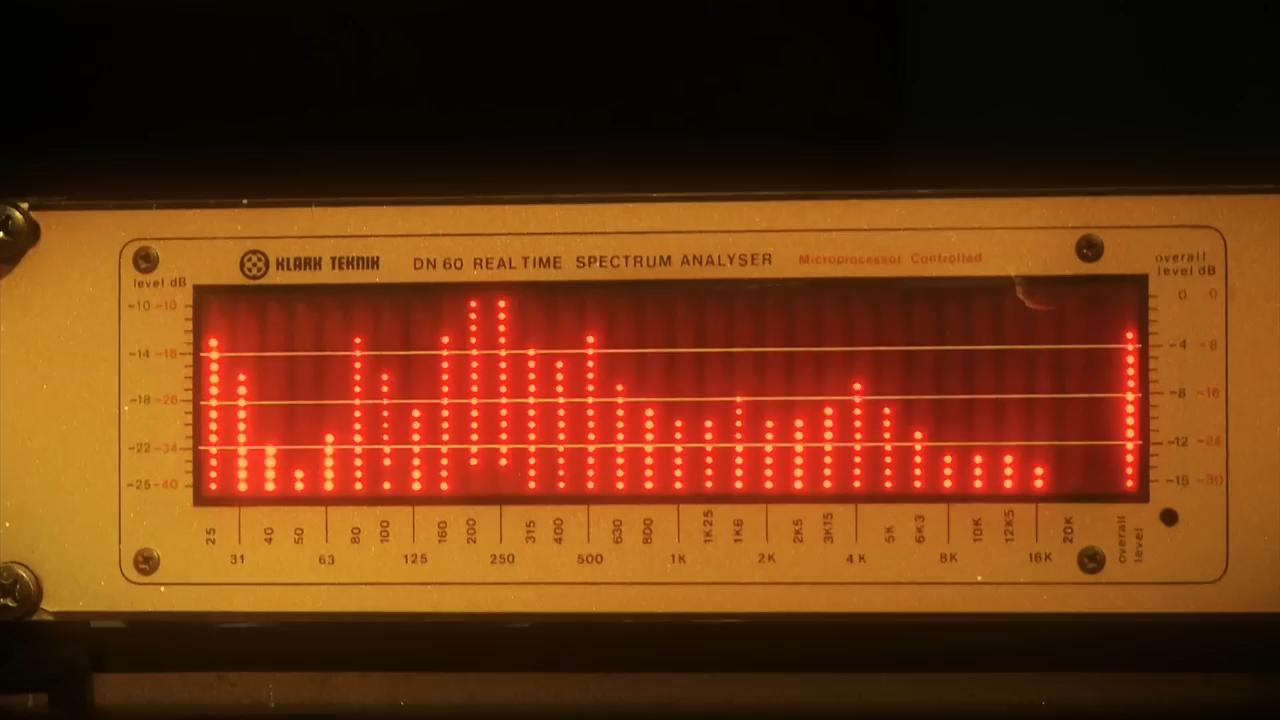 KLARK TEKNIK DN 60 REAL TIME SPECTRUM ANALYSER Microprocessor Controlled
level dB
overall
level dB
-10 -10
-14 -18
-18 -26
-22 -34
-25 -40
0 0
-4 -8
-8 -16
-12 -24
-15 -30
25 40 50 80 100 160 200 315 400 630 800 1K25 1K6 2K5 3K15 5K 6K3 10K 12K5 20K overall level
31 63 125 250 500 1K 2K 4K 8K 16K